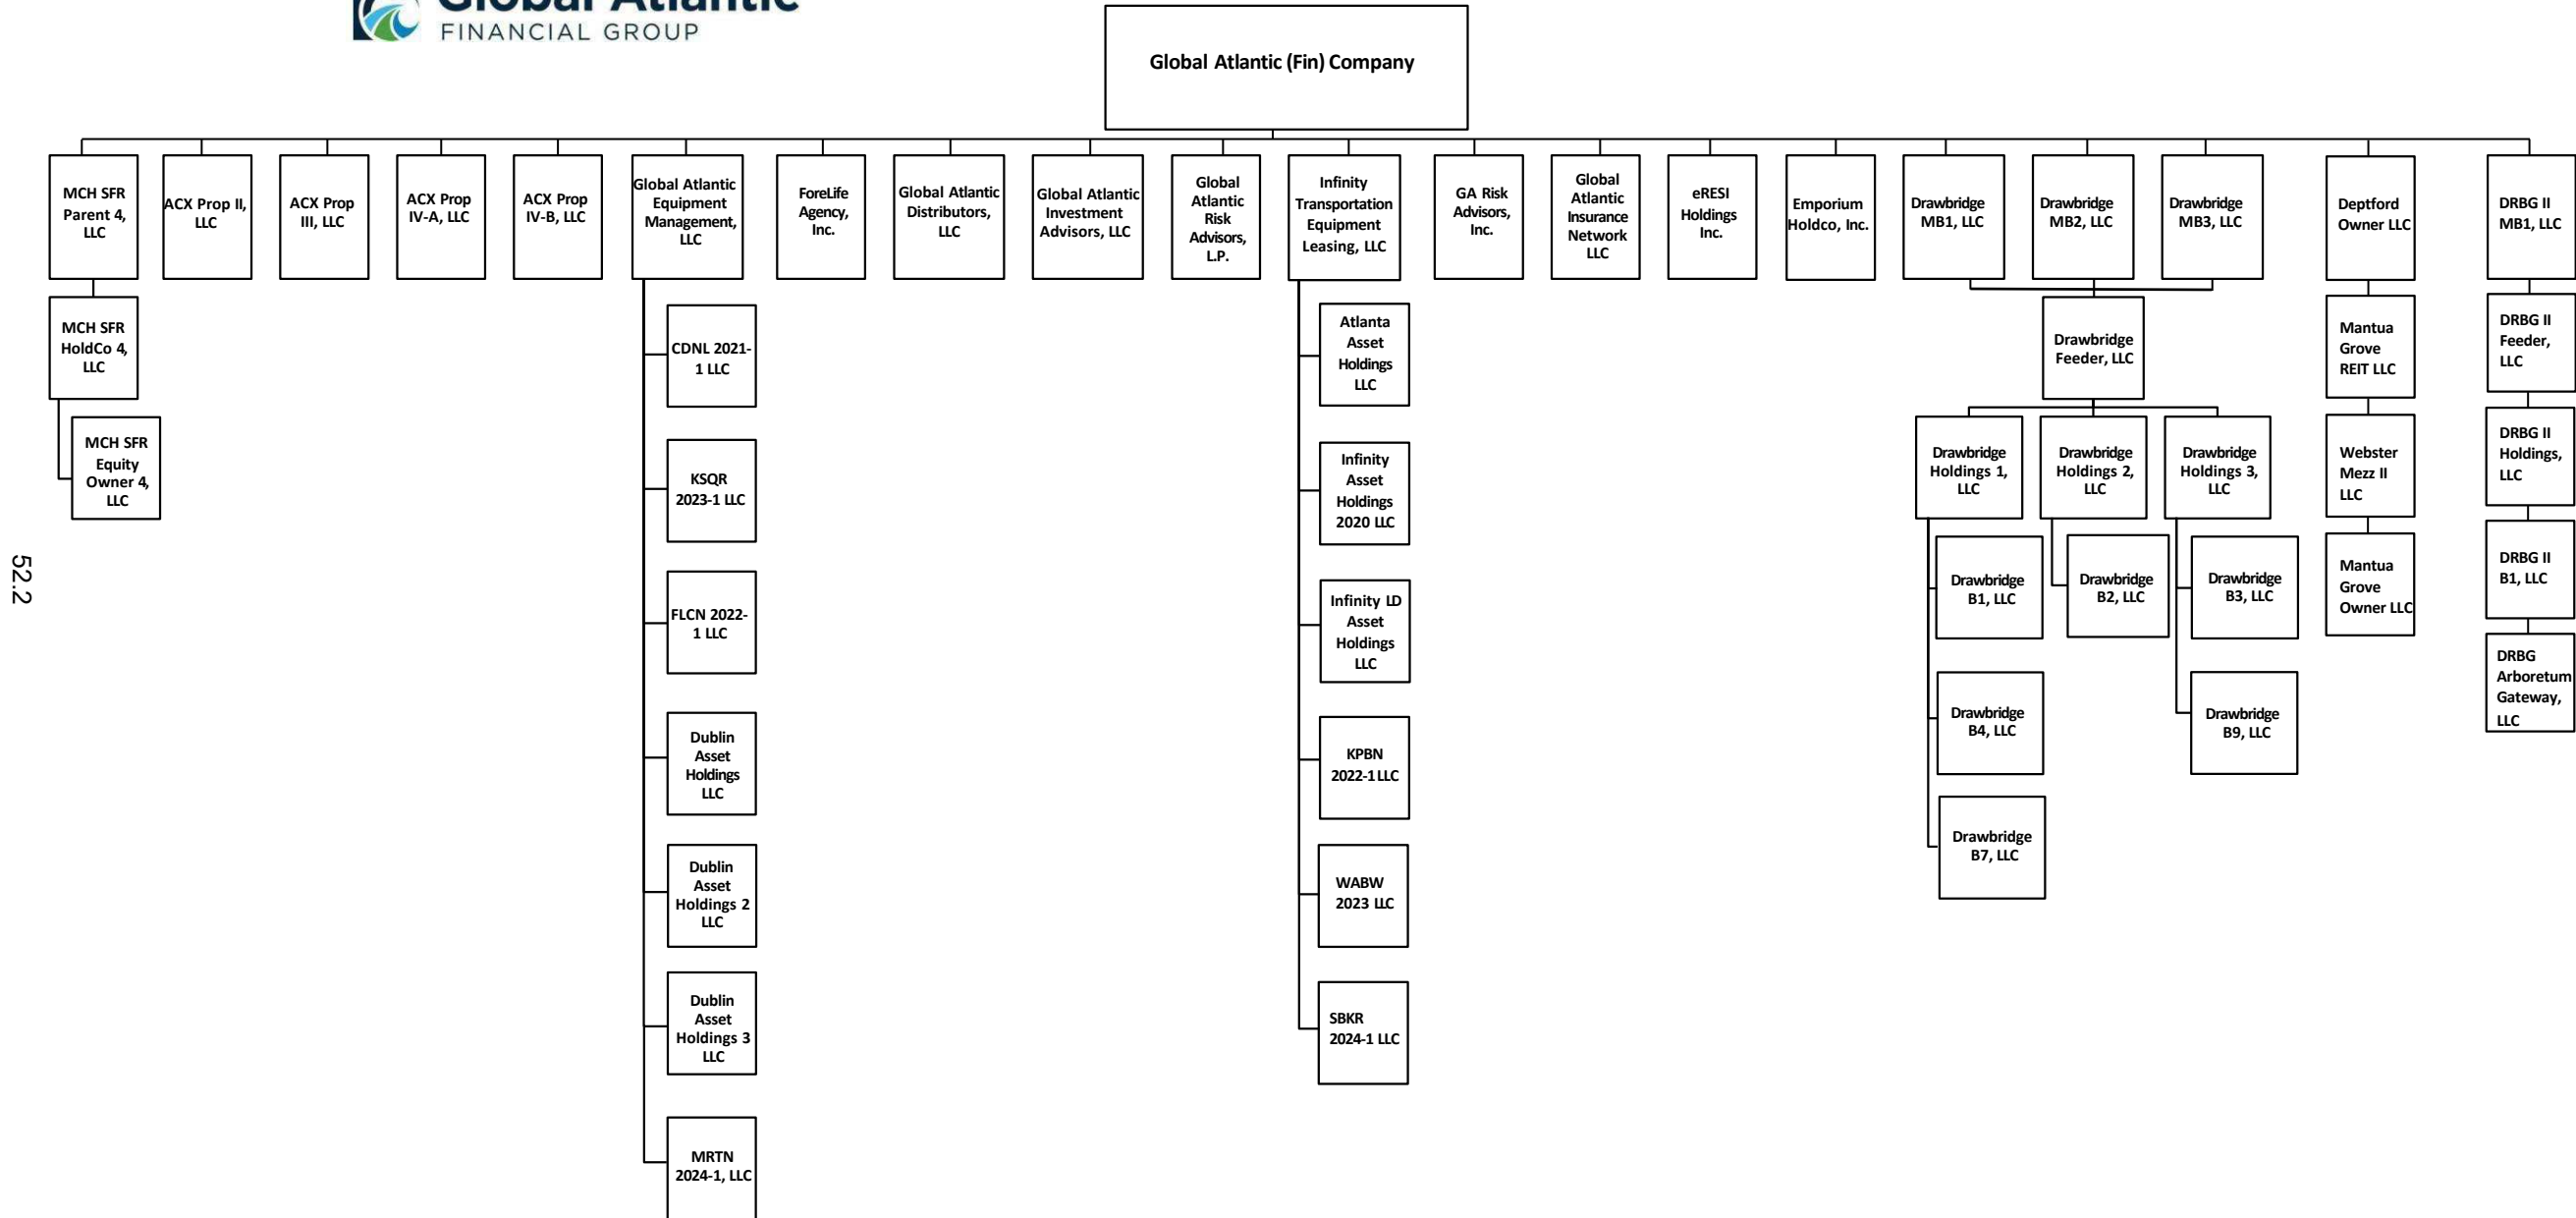 Global Atlantic
FINANCIAL GROUP
Global Atlantic (Fin) Company
MCH SFR
Parent 4,
LLC
ACX Prop II,
LLC
ACX Prop
III, LLC
ACX Prop
IV-A, LLC
ACX Prop
IV-B, LLC
Global Atlantic
Equipment
Management,
LLC
ForeLife
Agency,
Inc.
Global Atlantic
Distributors,
LLC
Global Atlantic
Investment
Advisors, LLC
Global
Atlantic
Risk
Advisors,
L.P.
Infinity
Transportation
Equipment
Leasing, LLC
GA Risk
Advisors,
Inc.
Global
Atlantic
Insurance
Network
LLC
eRESI
Holdings
Inc.
Emporium
Holdco, Inc.
Drawbridge
MB1, LLC
Drawbridge
MB2, LLC
Drawbridge
MB3, LLC
Deptford
Owner LLC
DRBG II
MB1, LLC
MCH SFR
HoldCo 4,
LLC
MCH SFR
Equity
Owner 4,
LLC
CDNL 2021-
1 LLC
KSQR
2023-1 LLC
FLCN 2022-
1 LLC
Dublin
Asset
Holdings
LLC
Dublin
Asset
Holdings 2
LLC
Dublin
Asset
Holdings 3
LLC
MRTN
2024-1, LLC
Atlanta
Asset
Holdings
LLC
Infinity
Asset
Holdings
2020 LLC
Infinity LD
Asset
Holdings
LLC
KPBN
2022-1 LLC
WABW
2023 LLC
SBKR
2024-1 LLC
Drawbridge
Feeder, LLC
Drawbridge
Holdings 1,
LLC
Drawbridge
Holdings 2,
LLC
Drawbridge
Holdings 3,
LLC
Drawbridge
B1, LLC
Drawbridge
B2, LLC
Drawbridge
B3, LLC
Drawbridge
B4, LLC
Drawbridge
B9, LLC
Drawbridge
B7, LLC
Mantua
Grove
REIT LLC
Webster
Mezz II
LLC
Mantua
Grove
Owner LLC
DRBG II
Feeder,
LLC
DRBG II
Holdings,
LLC
DRBG II
B1, LLC
DRBG
Arboretum
Gateway,
LLC
52.2